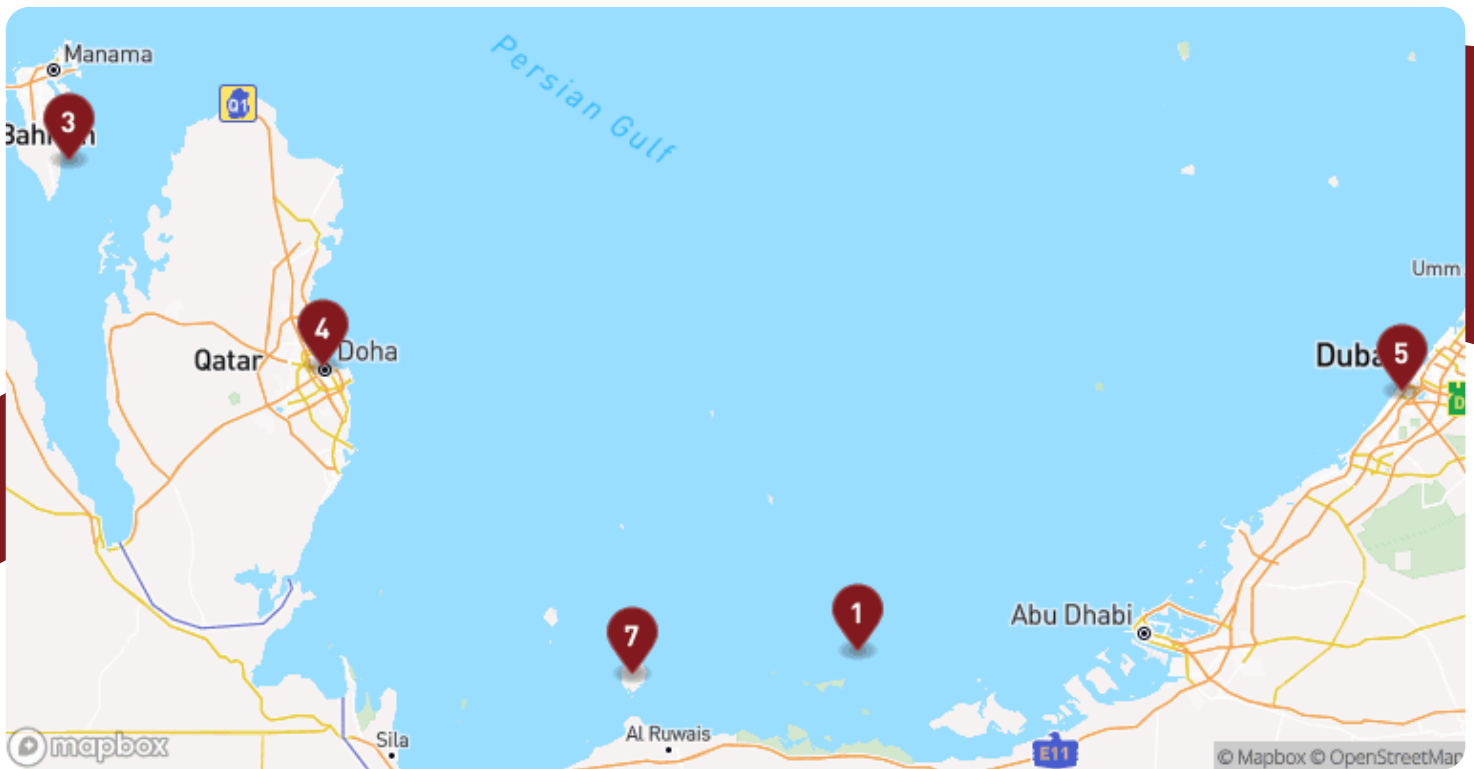 Manama
Q1
Persian Gulf
3
Bahrain
Umm
4
Doha
Qatar
5
Dubai
D
1
7
Abu Dhabi
Al Ruwais
Sila
E11
mapbox
© Mapbox © OpenStreetMap